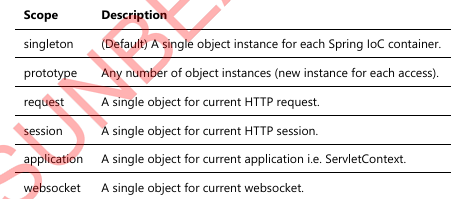 Scope Description
singleton (Default) A single object instance for each Spring IoC container.
prototype Any number of object instances (new instance for each access).
request A single object for current HTTP request.
session A single object for current HTTP session.
application A single object for current application i.e. ServletContext.
websocket A single object for current websocket.
SUNBE